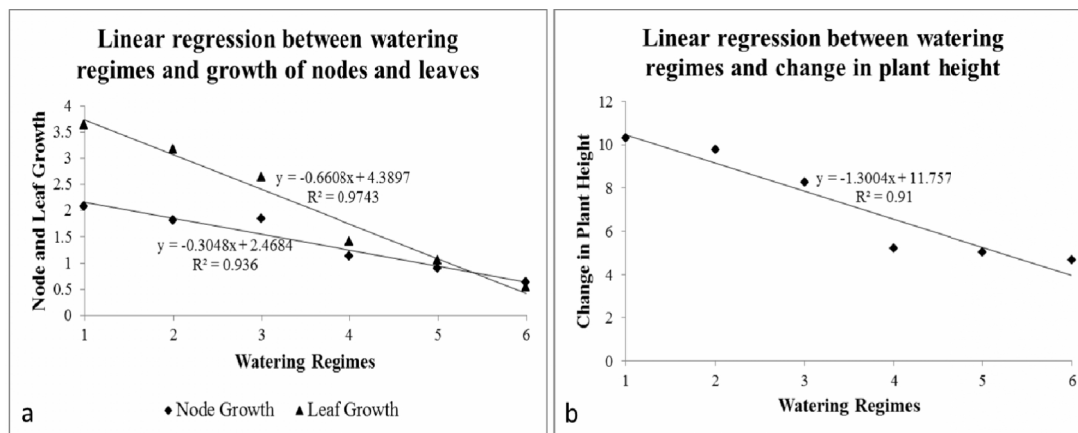 Linear regression between watering
regimes and growth of nodes and leaves
Node and Leaf Growth
4
3.5
3
2.5
2
1.5
1
0.5
0
y = -0.6608x + 4.3897
R² = 0.9743
y = -0.3048x + 2.4684
R² = 0.936
1 2 3 4 5 6
Watering Regimes
Node Growth Leaf Growth
a
Linear regression between watering
regimes and change in plant height
Change in Plant Height
12
10
8
6
4
2
0
y = -1.3004x + 11.757
R² = 0.91
1 2 3 4 5 6
Watering Regimes
b